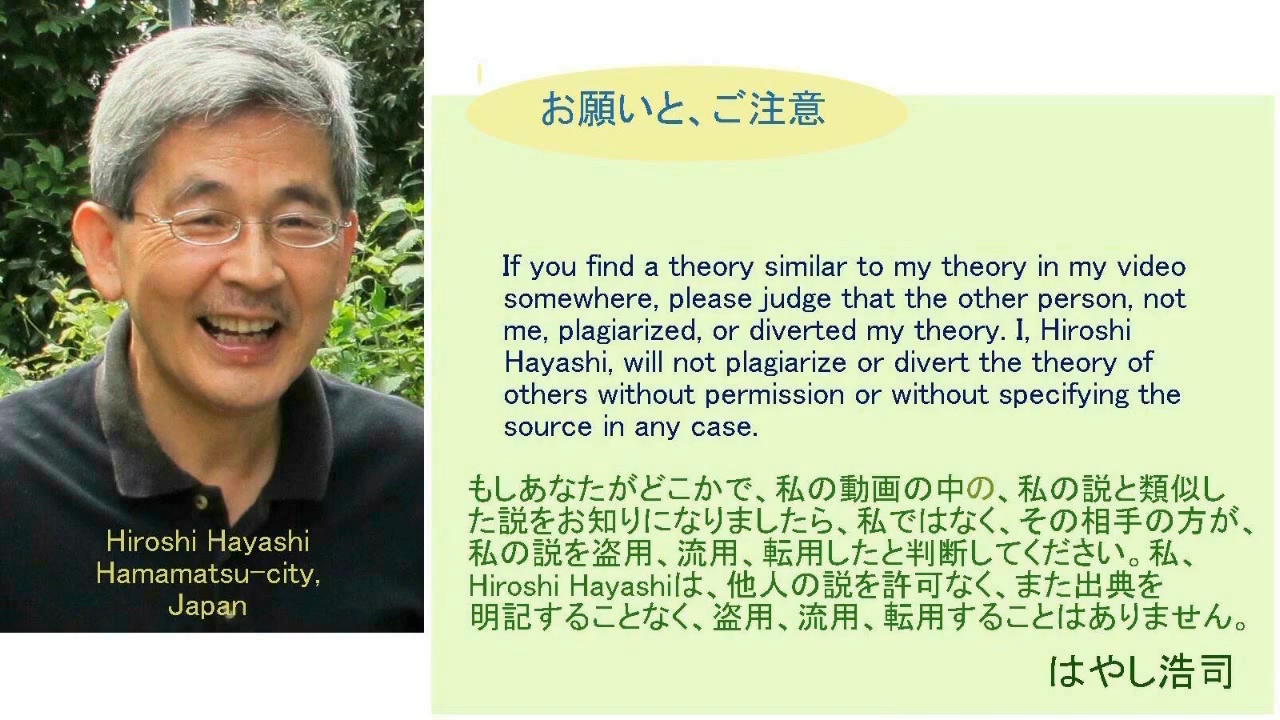 お願いと、ご注意
If you find a theory similar to my theory in my video
somewhere, please judge that the other person, not
me, plagiarized, or diverted my theory. I, Hiroshi
Hayashi, will not plagiarize or divert the theory of
others without permission or without specifying the
source in any case.
もしあなたがどこかで、私の動画の中の、私の説と類似し
た説をお知りになりましたら、私ではなく、その相手の方が、
私の説を盗用、流用、転用したと判断してください。私、
Hiroshi Hayashiは、他人の説を許可なく、また出典を
明記することなく、盗用、流用、転用することはありません。
はやし浩司
Hiroshi Hayashi
Hamamatsu-city,
Japan